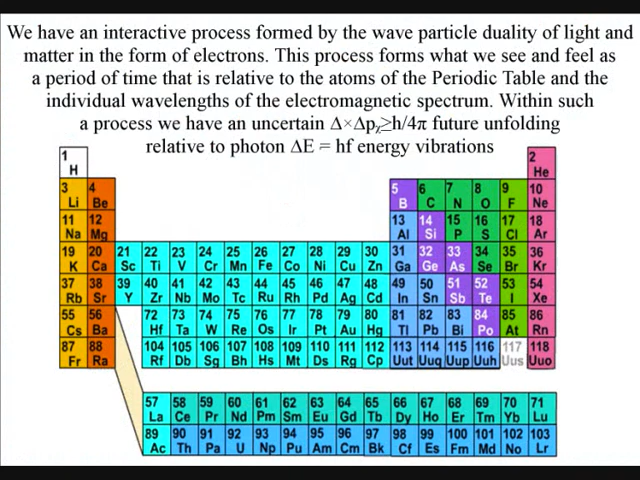 We have an interactive process formed by the wave particle duality of light and
matter in the form of electrons. This process forms what we see and feel as
a period of time that is relative to the atoms of the Periodic Table and the
individual wavelengths of the electromagnetic spectrum. Within such
a process we have an uncertain Δ×Δpₓ≥h/4π future unfolding
relative to photon ΔE = hf energy vibrations
1 2
H He
3 4 5 6 7 8 9 10
Li Be B C N O F Ne
11 12 13 14 15 16 17 18
Na Mg Al Si P S Cl Ar
19 20 21 22 23 24 25 26 27 28 29 30 31 32 33 34 35 36
K Ca Sc Ti V Cr Mn Fe Co Ni Cu Zn Ga Ge As Se Br Kr
37 38 39 40 41 42 43 44 45 46 47 48 49 50 51 52 53 54
Rb Sr Y Zr Nb Mo Tc Ru Rh Pd Ag Cd In Sn Sb Te I Xe
55 56 72 73 74 75 76 77 78 79 80 81 82 83 84 85 86
Cs Ba Hf Ta W Re Os Ir Pt Au Hg Tl Pb Bi Po At Rn
87 88 104 105 106 107 108 109 110 111 112 113 114 115 116 117 118
Fr Ra Rf Db Sg Bh Hs Mt Ds Rg Cp Uut Uuq Uup Uuh Uus Uuo
57 58 59 60 61 62 63 64 65 66 67 68 69 70 71
La Ce Pr Nd Pm Sm Eu Gd Tb Dy Ho Er Tm Yb Lu
89 90 91 92 93 94 95 96 97 98 99 100 101 102 103
Ac Th Pa U Np Pu Am Cm Bk Cf Es Fm Md No Lr